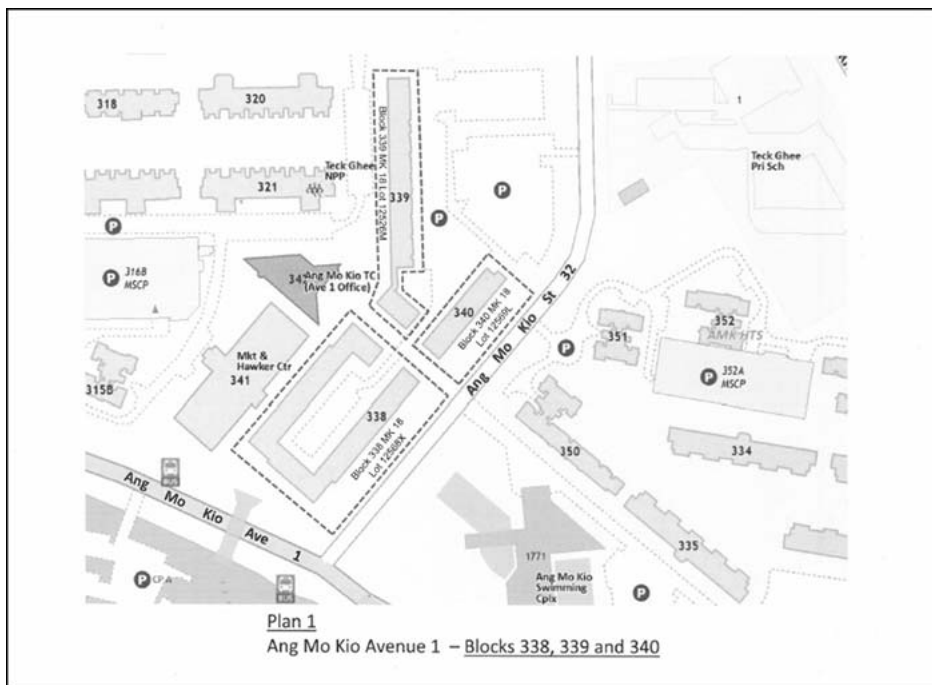 318
320
1
Teck Ghee
Pri Sch
Teck Ghee
NPP
321
Block 339 MK 18 Lot 12526M
339
P
P
P
P 316B
MSCP
Ang Mo Kio TC
(Ave 1 Office)
340
Block 340 MK 18
Lot 12569L
Ang Mo Kio St 32
351
352
AMK HTS
P
P 352A
MSCP
315B
Mkt &
Hawker Ctr
341
338
Block 338 MK 18
Lot 12568X
350
334
335
Ang Mo Kio Ave 1
BUS
BUS
P CP A
1771
Ang Mo Kio
Swimming
Cplx
P
Plan 1
Ang Mo Kio Avenue 1 – Blocks 338, 339 and 340